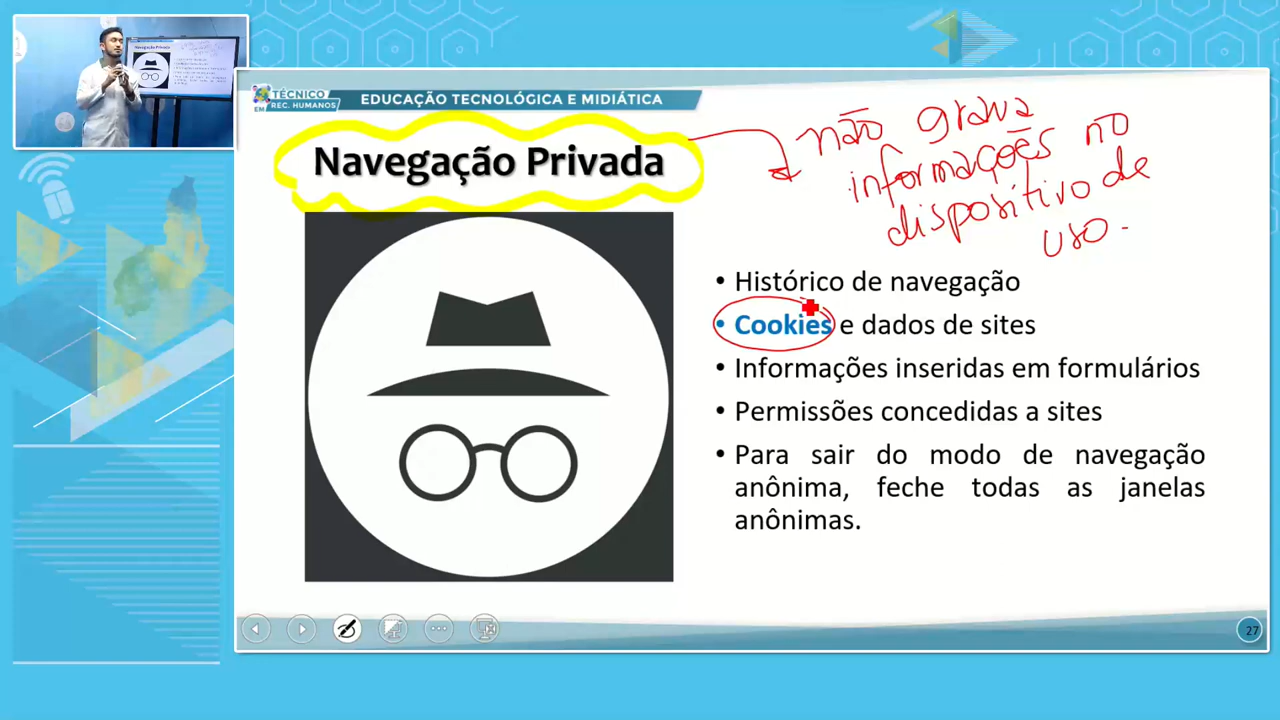 TÉCNICO
EM REC. HUMANOS
EDUCAÇÃO TECNOLÓGICA E MIDIÁTICA
Navegação Privada
não grava
informações no
dispositivo de
uso.
• Histórico de navegação
• Cookies e dados de sites
• Informações inseridas em formulários
• Permissões concedidas a sites
• Para sair do modo de navegação
anônima, feche todas as janelas
anônimas.
27
Navegação Privada